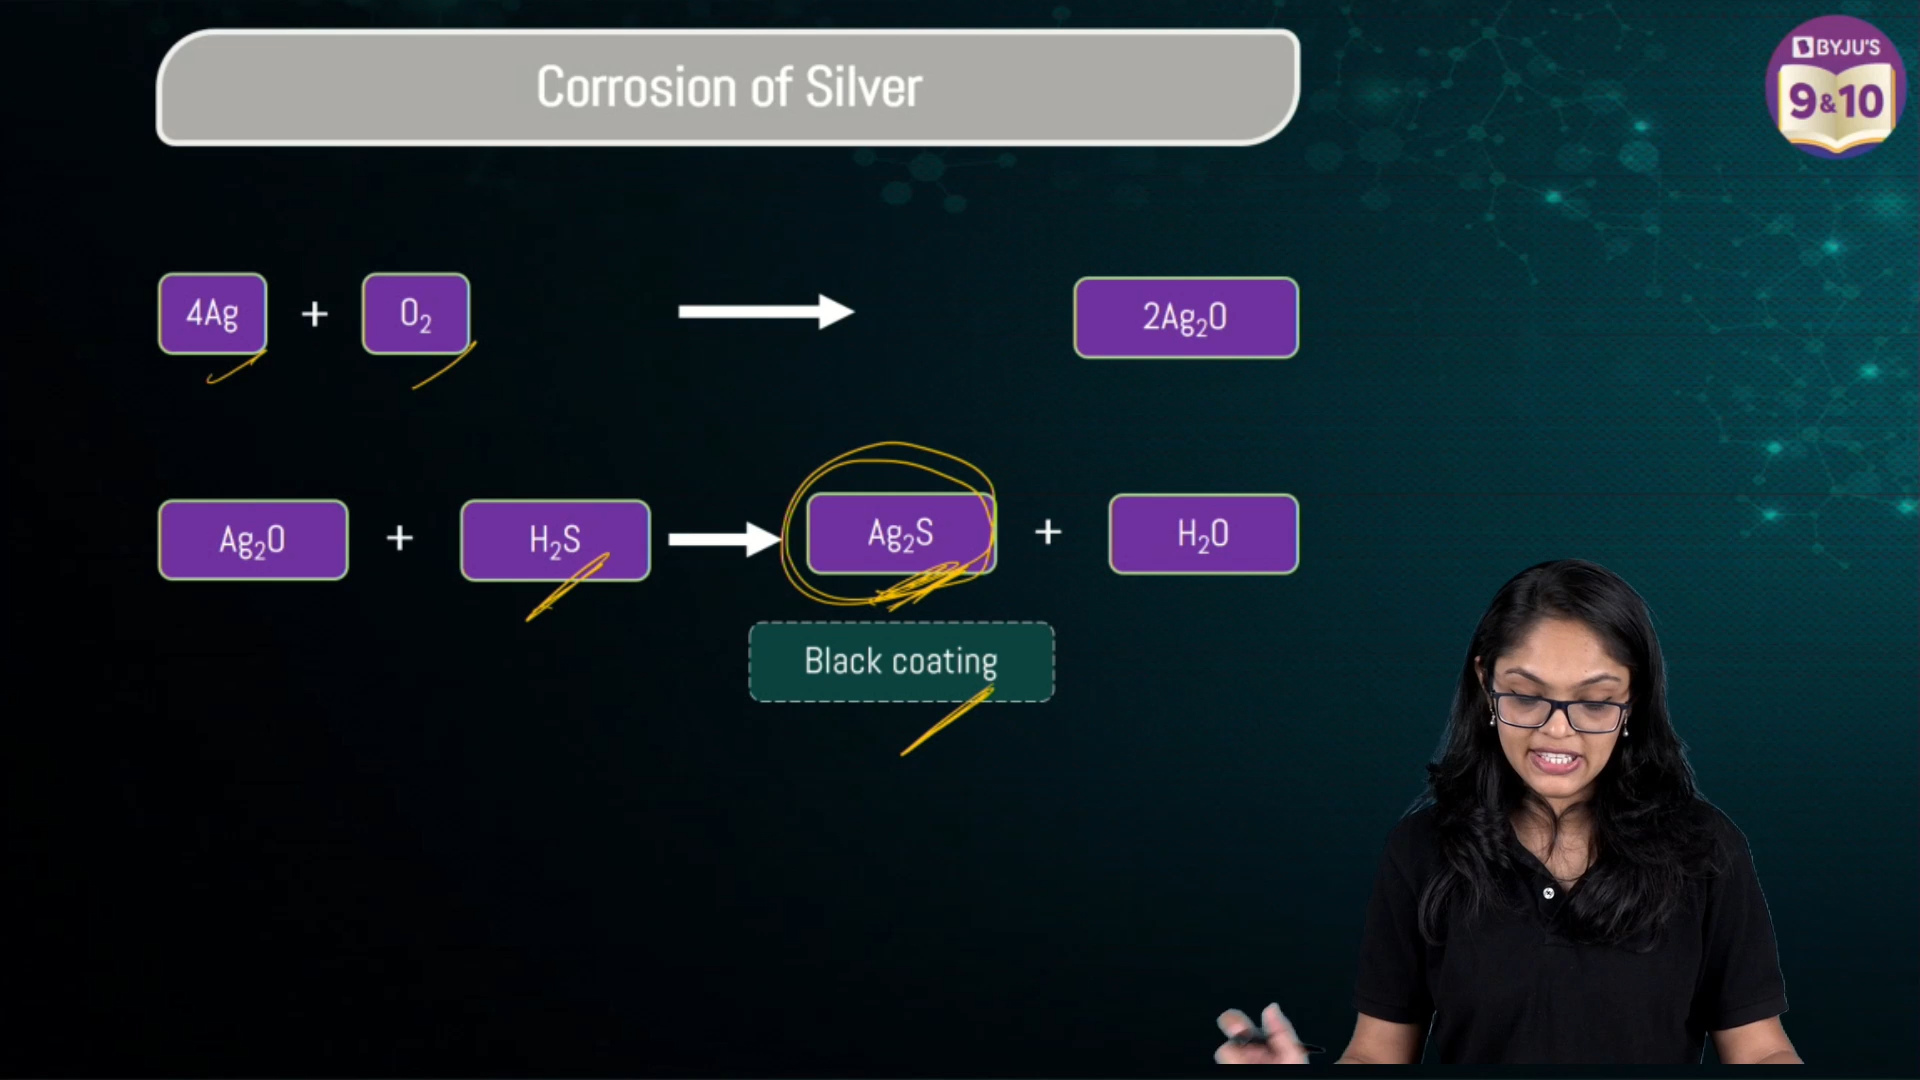 Corrosion of Silver
BYJU'S
9&10
4Ag + O₂ → 2Ag₂O
Ag₂O + H₂S → Ag₂S + H₂O
Black coating